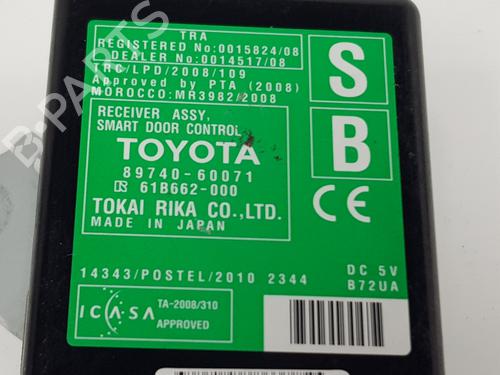 TRA
REGISTERED No:0015824/08
DEALER No:0014517/08
TRC/LPD/2008/109
Approved by PTA (2008)
MOROCCO:MR3982/2008
S
B
RECEIVER ASSY,
SMART DOOR CONTROL
TOYOTA
89740-60071
61B662-000
TOKAI RIKA CO.,LTD.
MADE IN JAPAN
CE
14343/POSTEL/2010 2344
DC 5V
B72UA
ICASA
TA-2008/310
APPROVED
B-PARTS